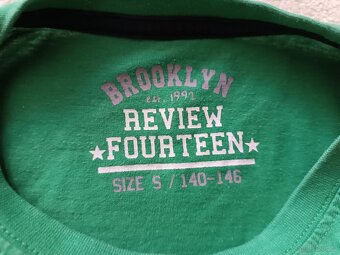 BROOKLYN
EST. 1992
REVIEW
★FOURTEEN★
SIZE S / 140-146